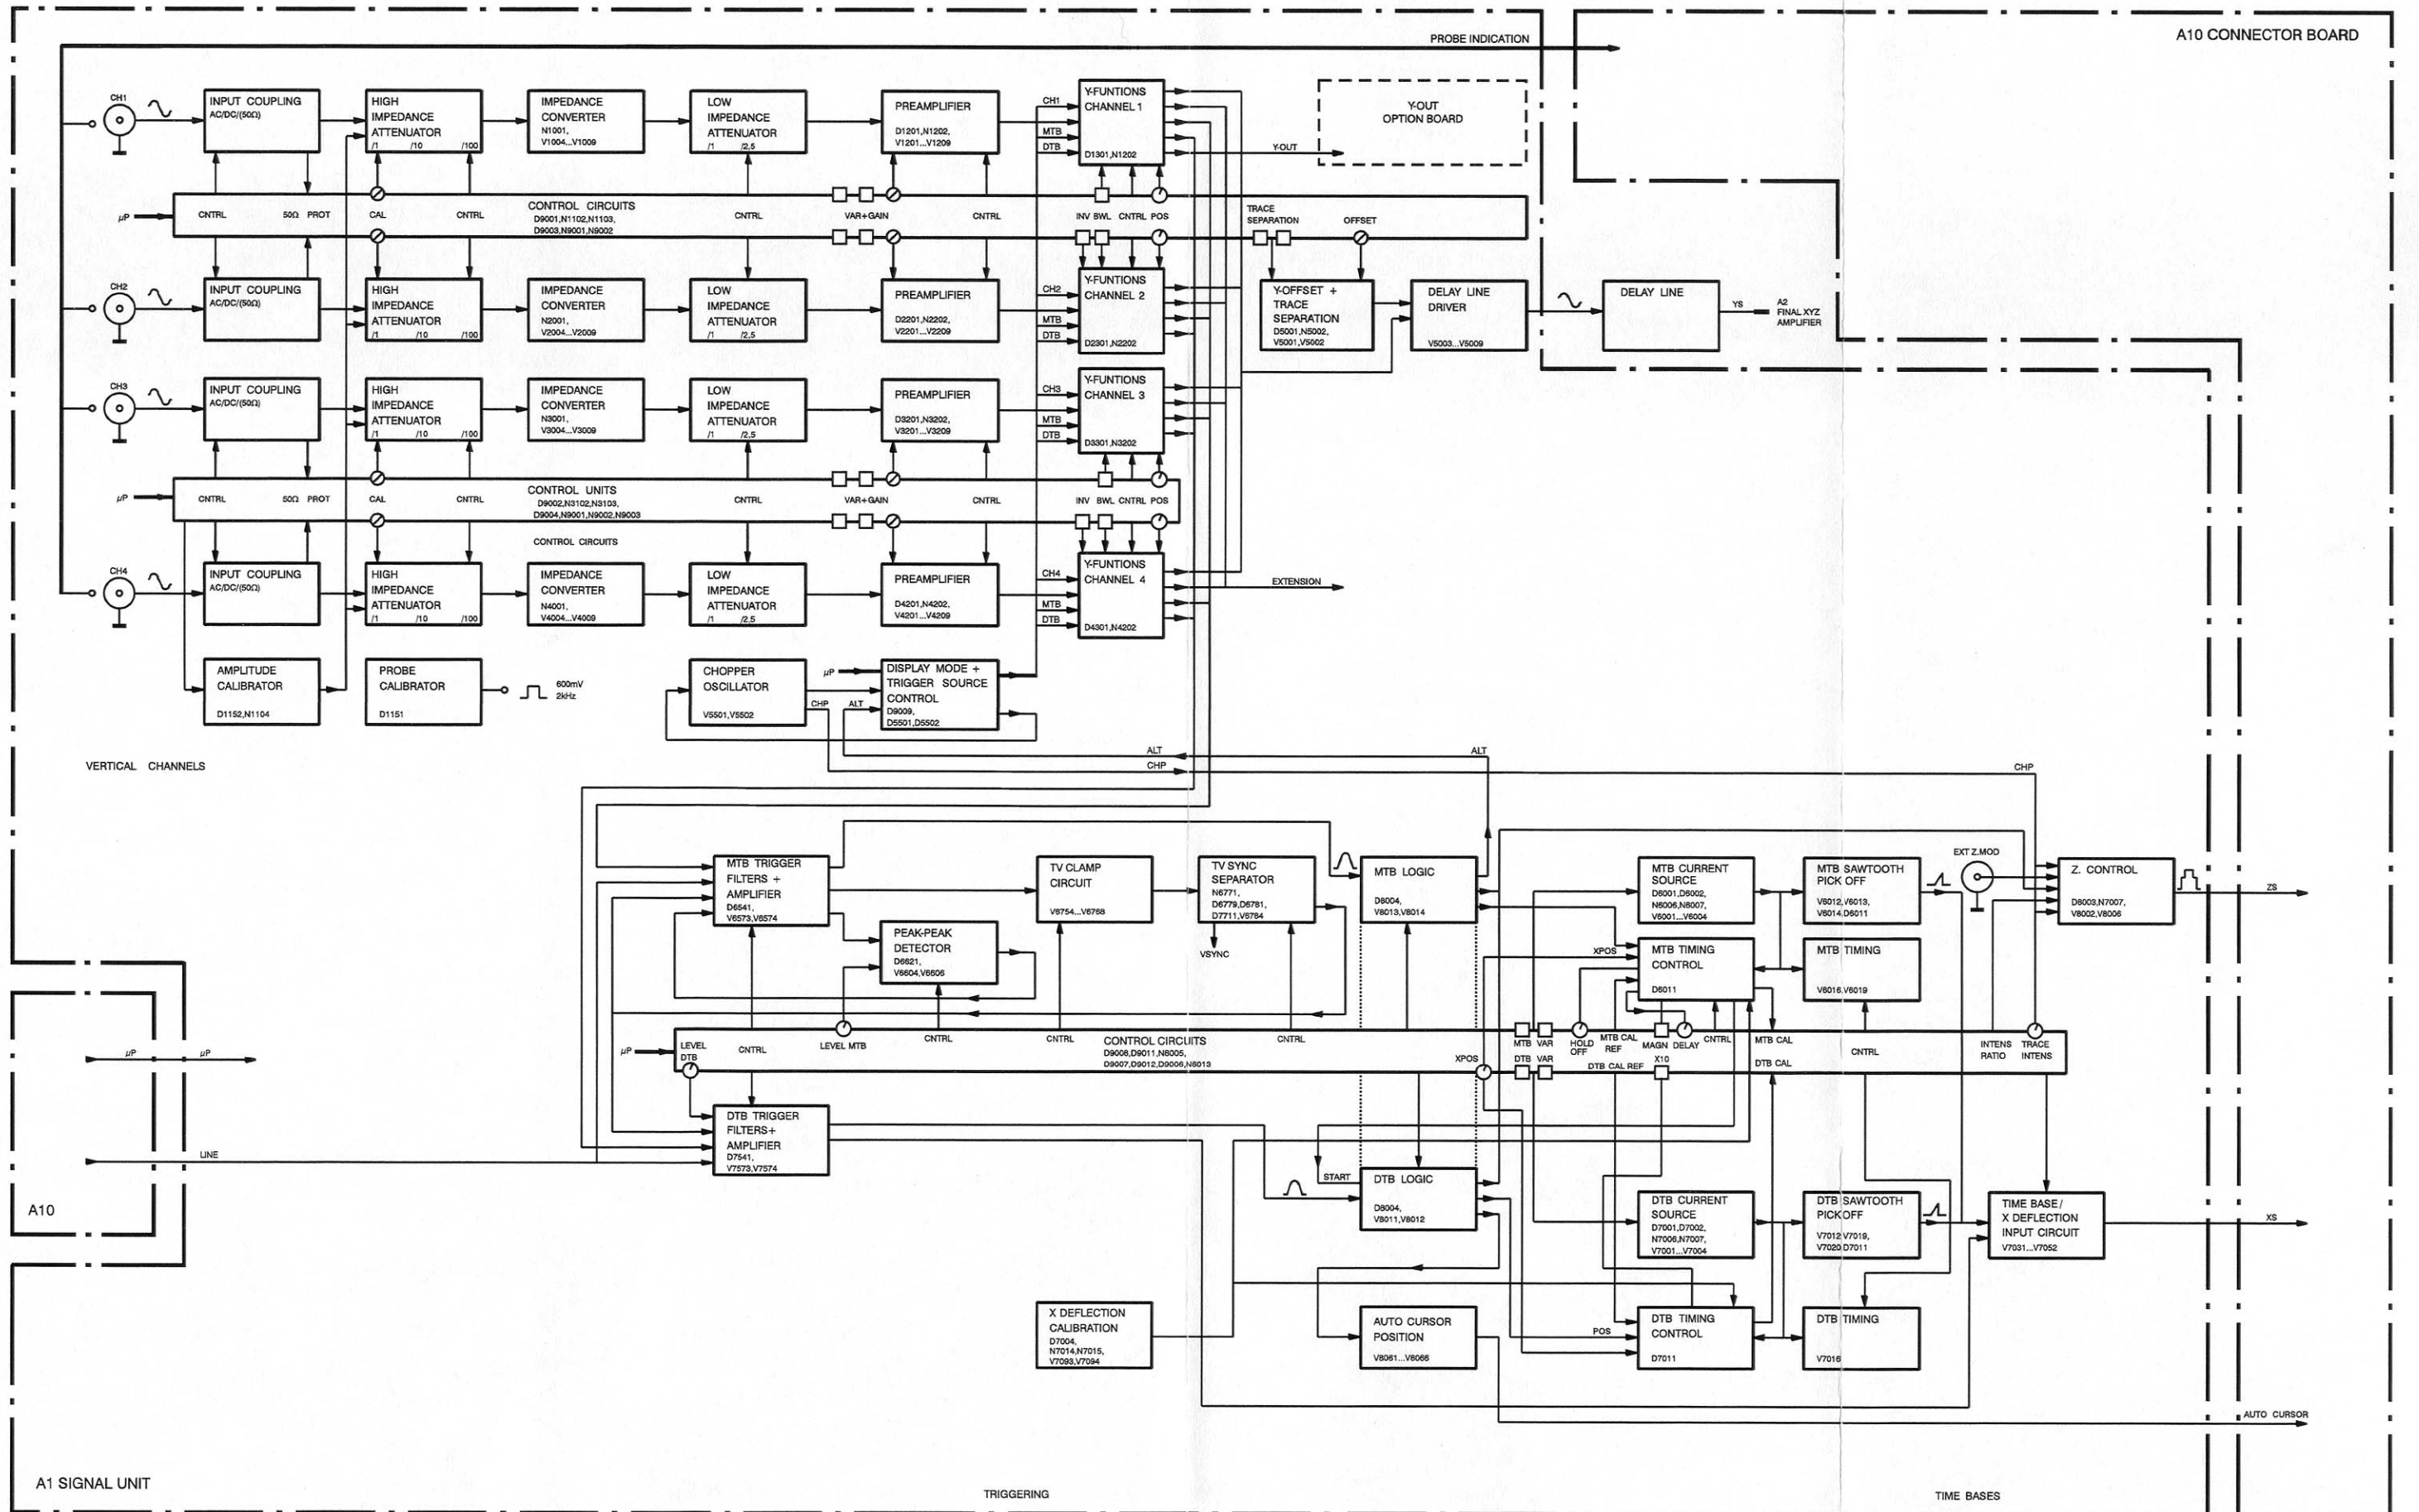 PROBE INDICATION
A10 CONNECTOR BOARD
CH1
INPUT COUPLING
AC/DC/(50Ω)
HIGH
IMPEDANCE
ATTENUATOR
/1 /10 /100
IMPEDANCE
CONVERTER
N1001,
V1004...V1009
LOW
IMPEDANCE
ATTENUATOR
/1 /2,5
PREAMPLIFIER
D1201,N1202,
V1201...V1209
CH1
MTB
DTB
Y-FUNTIONS
CHANNEL 1
D1301,N1202
Y-OUT
Y-OUT
OPTION BOARD
µP
CNTRL
50Ω PROT
CAL
CNTRL
CONTROL CIRCUITS
D9001,N1102,N1103,
D9003,N9001,N9002
CNTRL
VAR+GAIN
CNTRL
INV BWL CNTRL POS
TRACE
SEPARATION
OFFSET
CH2
INPUT COUPLING
AC/DC/(50Ω)
HIGH
IMPEDANCE
ATTENUATOR
/1 /10 /100
IMPEDANCE
CONVERTER
N2001,
V2004...V2009
LOW
IMPEDANCE
ATTENUATOR
/1 /2,5
PREAMPLIFIER
D2201,N2202,
V2201...V2209
CH2
MTB
DTB
Y-FUNTIONS
CHANNEL 2
D2301,N2202
Y-OFFSET +
TRACE
SEPARATION
D5001,N5002,
V5001,V5002
DELAY LINE
DRIVER
V5003...V5009
DELAY LINE
YS
A2
FINAL XYZ
AMPLIFIER
CH3
INPUT COUPLING
AC/DC/(50Ω)
HIGH
IMPEDANCE
ATTENUATOR
/1 /10 /100
IMPEDANCE
CONVERTER
N3001,
V3004...V3009
LOW
IMPEDANCE
ATTENUATOR
/1 /2,5
PREAMPLIFIER
D3201,N3202,
V3201...V3209
CH3
MTB
DTB
Y-FUNTIONS
CHANNEL 3
D3301,N3202
µP
CNTRL
50Ω PROT
CAL
CNTRL
CONTROL UNITS
D9002,N3102,N3103,
D9004,N9001,N9002,N9003
CNTRL
VAR+GAIN
CNTRL
INV BWL CNTRL POS
CONTROL CIRCUITS
CH4
INPUT COUPLING
AC/DC/(50Ω)
HIGH
IMPEDANCE
ATTENUATOR
/1 /10 /100
IMPEDANCE
CONVERTER
N4001,
V4004...V4009
LOW
IMPEDANCE
ATTENUATOR
/1 /2,5
PREAMPLIFIER
D4201,N4202,
V4201...V4209
CH4
MTB
DTB
Y-FUNTIONS
CHANNEL 4
D4301,N4202
EXTENSION
AMPLITUDE
CALIBRATOR
D1152,N1104
PROBE
CALIBRATOR
D1151
600mV
2kHz
CHOPPER
OSCILLATOR
V5501,V5502
CHP
µP
ALT
DISPLAY MODE +
TRIGGER SOURCE
CONTROL
D9009,
D5501,D5502
VERTICAL CHANNELS
ALT
ALT
CHP
CHP
MTB TRIGGER
FILTERS +
AMPLIFIER
D6541,
V6573,V6574
PEAK-PEAK
DETECTOR
D6621,
V6604,V6606
TV CLAMP
CIRCUIT
V6754...V6768
TV SYNC
SEPARATOR
N6771,
D6779,D6781,
D7711,V6784
VSYNC
MTB LOGIC
D8004,
V8013,V8014
MTB CURRENT
SOURCE
D6001,D6002,
N6006,N6007,
V6001...V6004
MTB SAWTOOTH
PICK OFF
V6012,V6013,
V6014,D6011
EXT Z.MOD
Z. CONTROL
D8003,N7007,
V8002,V8006
ZS
XPOS
MTB TIMING
CONTROL
D6011
MTB TIMING
V6016,V6019
µP
LEVEL
DTB
CNTRL
LEVEL MTB
CNTRL
CNTRL
CONTROL CIRCUITS
D9008,D9011,N8005,
D9007,D9012,D9006,N6013
CNTRL
XPOS
MTB VAR
DTB VAR
HOLD
OFF
MTB CAL
REF
DTB CAL REF
MAGN
X10
DELAY
CNTRL
MTB CAL
DTB CAL
CNTRL
INTENS
RATIO
TRACE
INTENS
µP
µP
LINE
A10
DTB TRIGGER
FILTERS+
AMPLIFIER
D7541,
V7573,V7574
START
DTB LOGIC
D8004,
V8011,V8012
DTB CURRENT
SOURCE
D7001,D7002,
N7006,N7007,
V7001...V7004
DTB SAWTOOTH
PICKOFF
V7012,V7019,
V7020,D7011
TIME BASE/
X DEFLECTION
INPUT CIRCUIT
V7031...V7052
XS
X DEFLECTION
CALIBRATION
D7004,
N7014,N7015,
V7093,V7094
AUTO CURSOR
POSITION
V8061...V8066
POS
DTB TIMING
CONTROL
D7011
DTB TIMING
V7016
AUTO CURSOR
A1 SIGNAL UNIT
TRIGGERING
TIME BASES